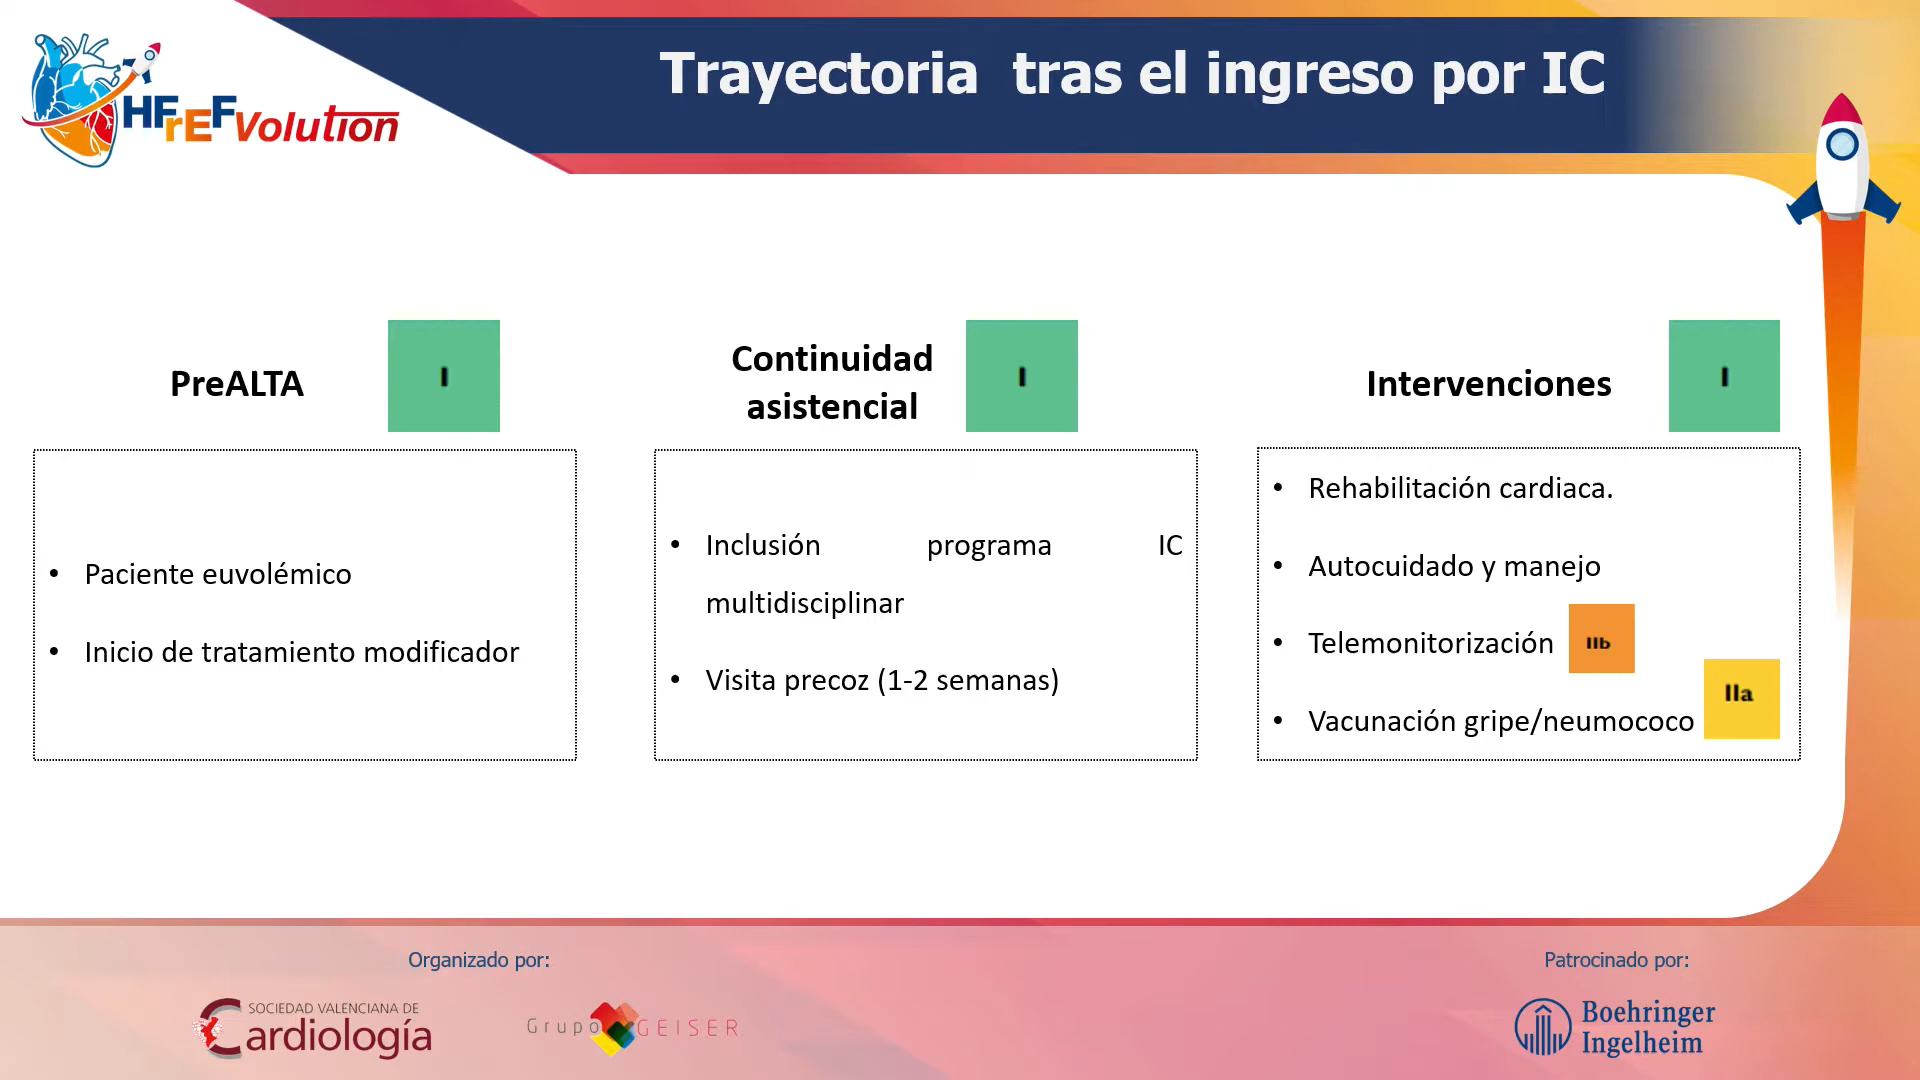 HFrEFVolution
Trayectoria tras el ingreso por IC
PreALTA
I
Paciente euvolémico
Inicio de tratamiento modificador
Continuidad
asistencial
I
Inclusión programa IC
multidisciplinar
Visita precoz (1-2 semanas)
Intervenciones
I
Rehabilitación cardiaca.
Autocuidado y manejo
Telemonitorización IIb
Vacunación gripe/neumococo IIa
Organizado por:
SOCIEDAD VALENCIANA DE
Cardiología
Grupo GEISER
Patrocinado por:
Boehringer
Ingelheim